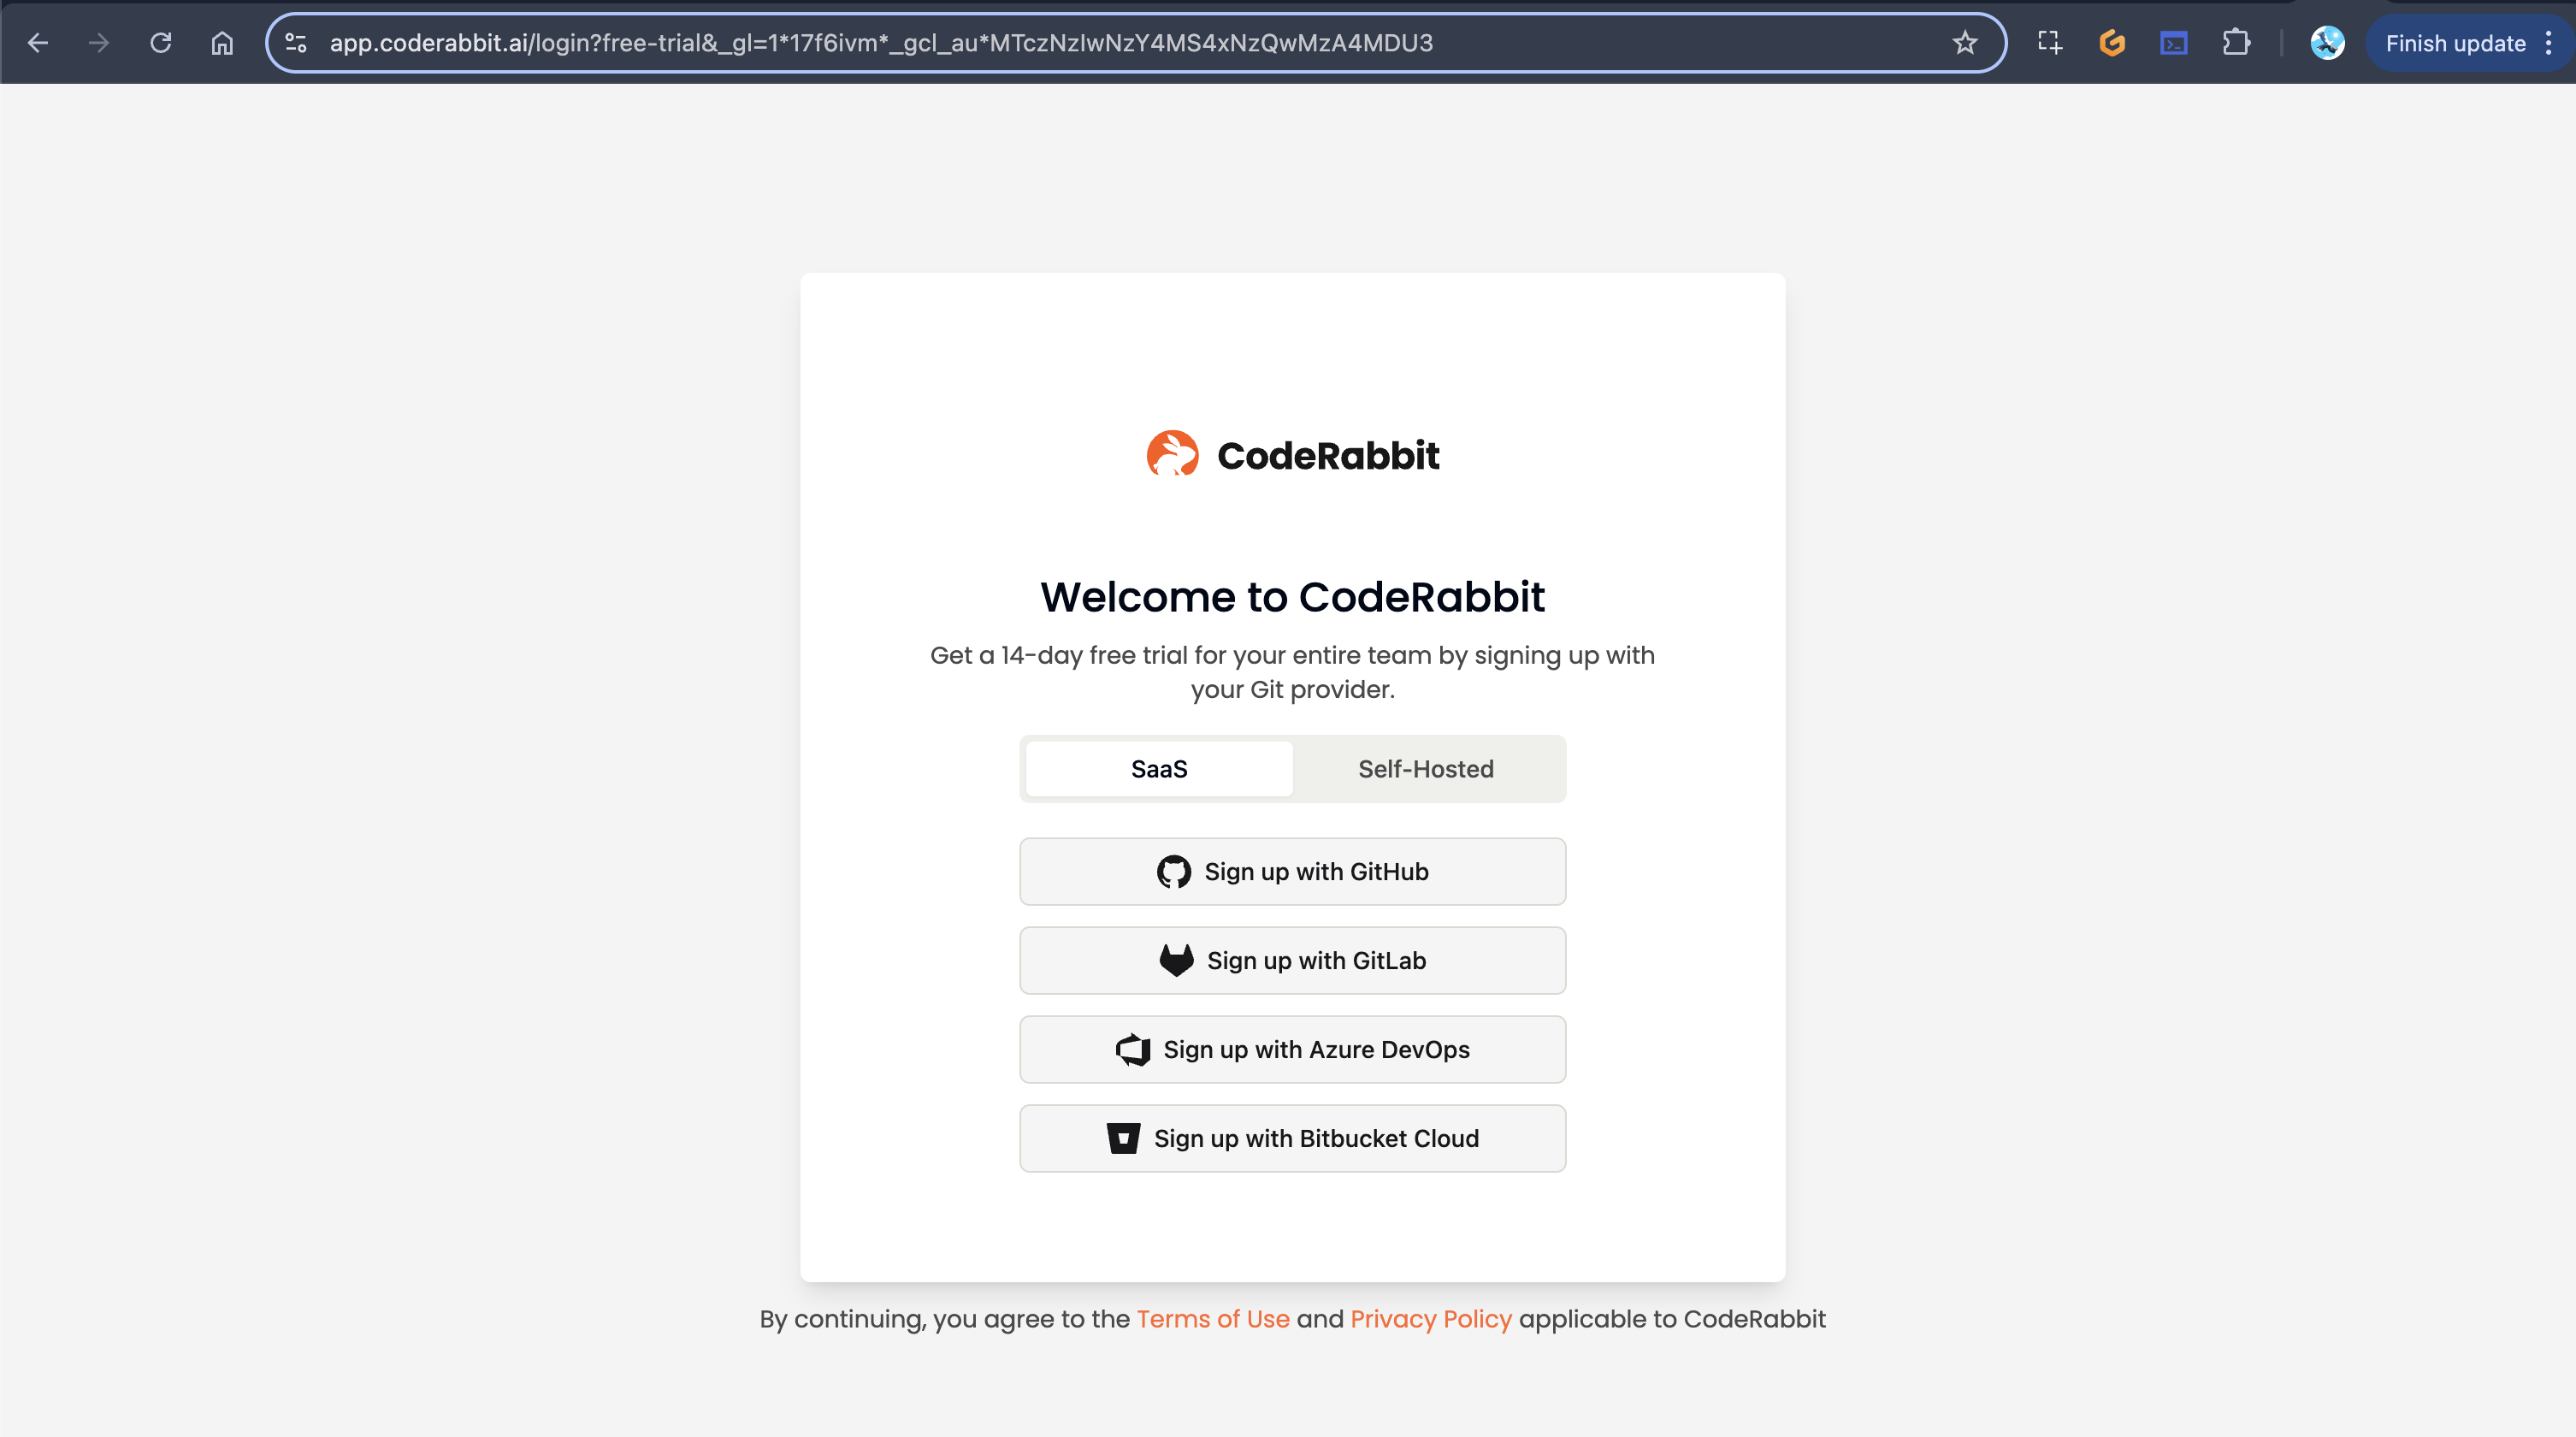 app.coderabbit.ai/login?free-trial&_gl=1*17f6ivm*_gcl_au*MTczNzIwNzY4MS4xNzQwMzA4MDU3
Finish update
CodeRabbit
Welcome to CodeRabbit
Get a 14-day free trial for your entire team by signing up with
your Git provider.
SaaS
Self-Hosted
Sign up with GitHub
Sign up with GitLab
Sign up with Azure DevOps
Sign up with Bitbucket Cloud
By continuing, you agree to the Terms of Use and Privacy Policy applicable to CodeRabbit